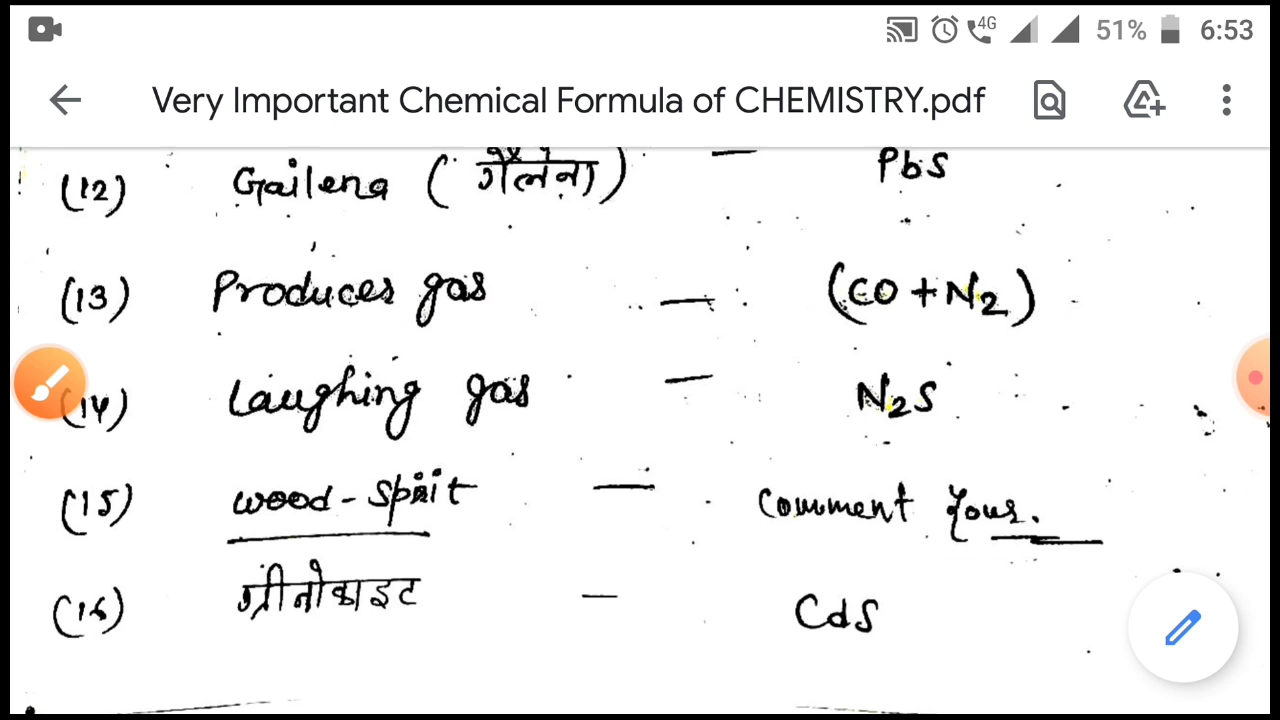 51% 6:53
Very Important Chemical Formula of CHEMISTRY.pdf
(12) Gailena (गैलेना) — PbS
(13) Produces gas — (CO+N2)
(14) Laughing gas — N2S
(15) wood-Spirit — Comment Your.
(16) ग्रीनोकाइट — CdS